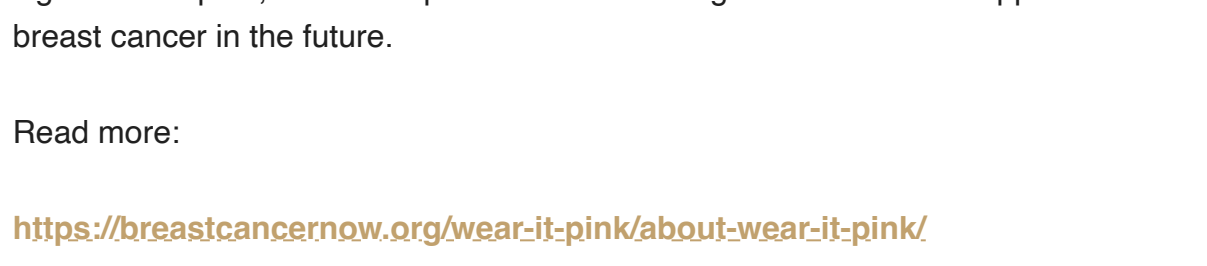 breast cancer in the future.
Read more:
https://breastcancernow.org/wear-it-pink/about-wear-it-pink/